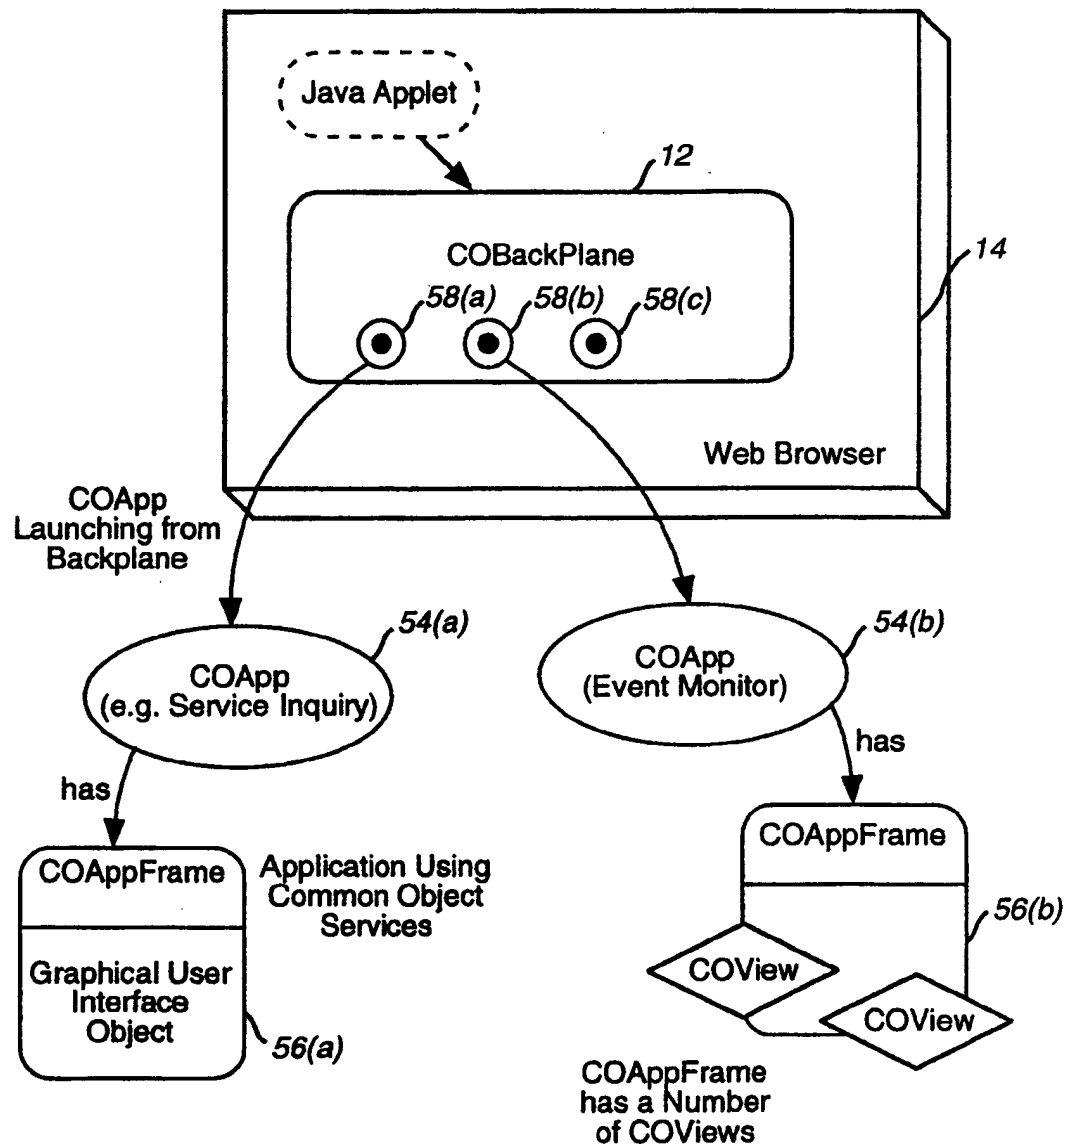 Java Applet
12
COBackPlane
14
58(a)
58(b)
58(c)
Web Browser
COApp
Launching from
Backplane
54(a)
54(b)
COApp
(e.g. Service Inquiry)
COApp
(Event Monitor)
has
has
COAppFrame
Application Using
Common Object
Services
COAppFrame
56(b)
Graphical User
Interface
Object
COView
COView
56(a)
COAppFrame
has a Number
of COViews